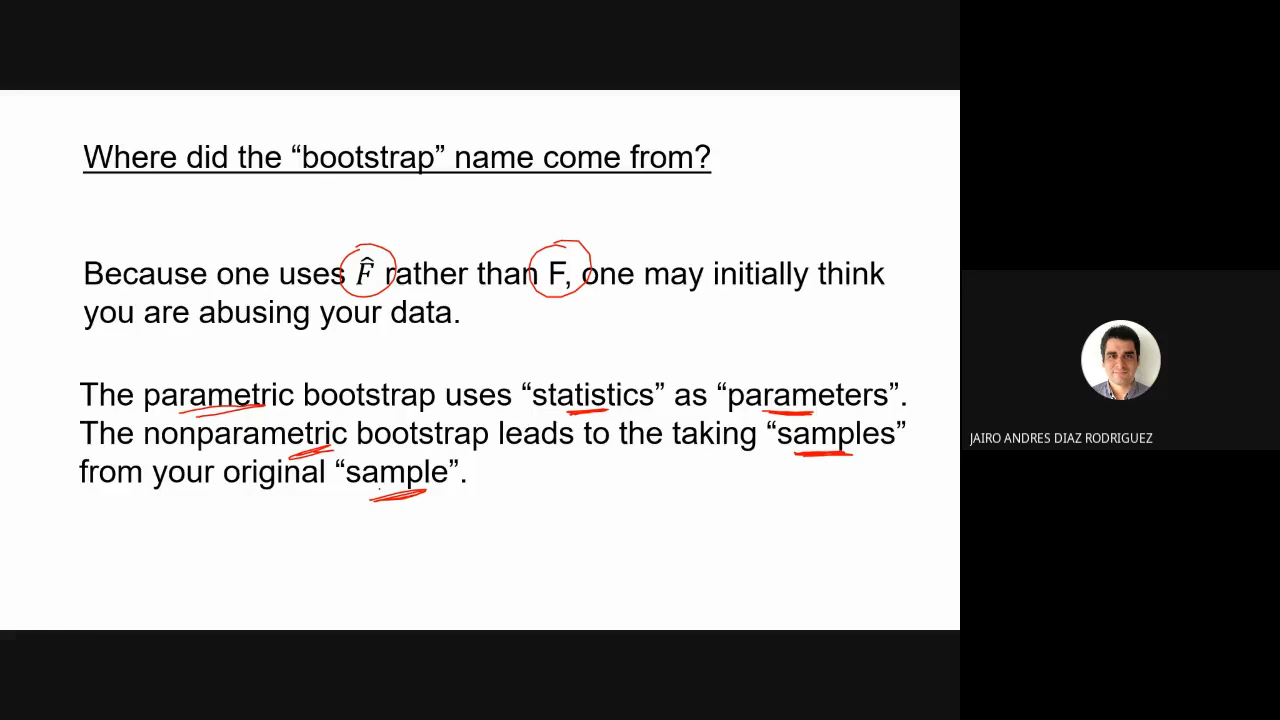 Where did the “bootstrap” name come from?
Because one uses F̂ rather than F, one may initially think
you are abusing your data.
The parametric bootstrap uses “statistics” as “parameters”.
The nonparametric bootstrap leads to the taking “samples”
from your original “sample”.
JAIRO ANDRES DIAZ RODRIGUEZ